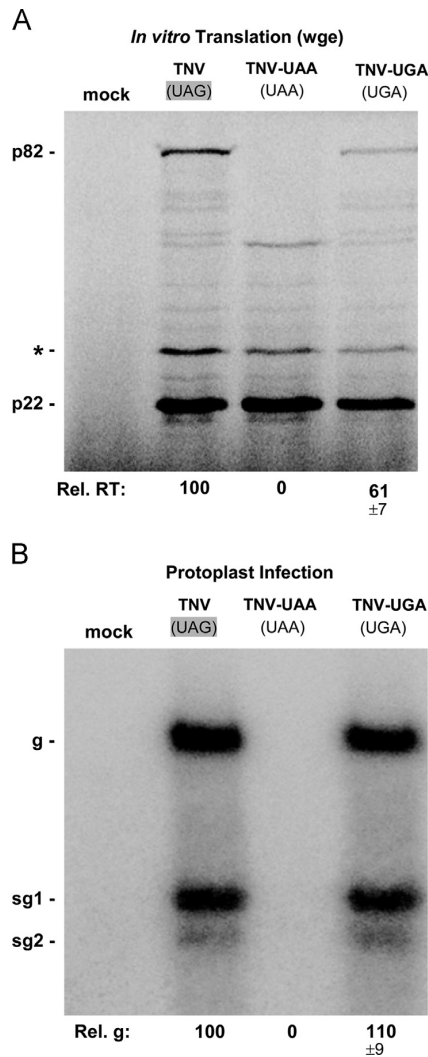 A
In vitro Translation (wge)
mock TNV TNV-UAA TNV-UGA
(UAG) (UAA) (UGA)
p82 -
* -
p22 -
Rel. RT: 100 0 61
±7
B
Protoplast Infection
mock TNV TNV-UAA TNV-UGA
(UAG) (UAA) (UGA)
g -
sg1 -
sg2 -
Rel. g: 100 0 110
±9